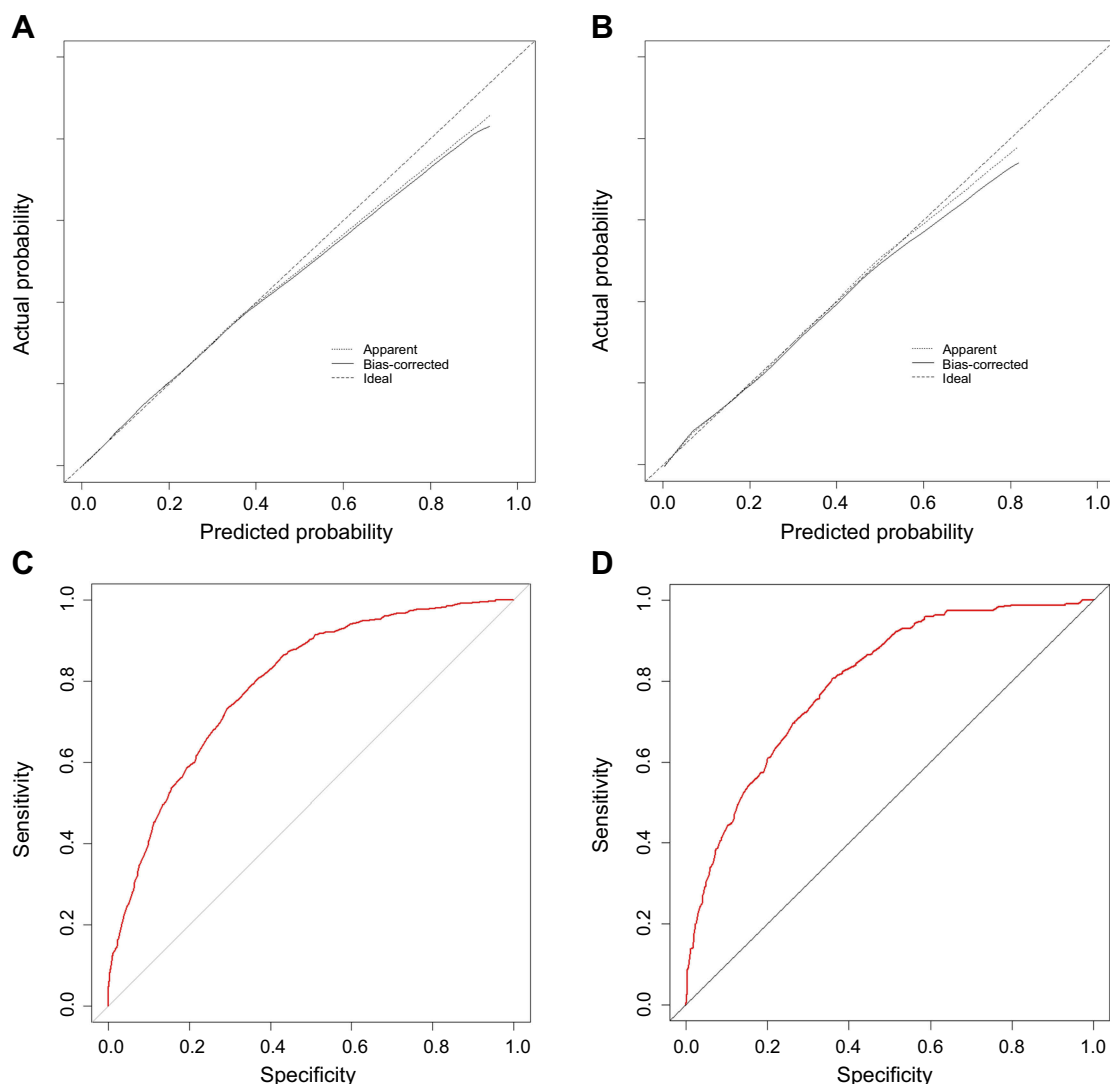 A
Actual probability
Apparent
Bias-corrected
Ideal
0.0 0.2 0.4 0.6 0.8 1.0
Predicted probability
B
Actual probability
Apparent
Bias-corrected
Ideal
0.0 0.2 0.4 0.6 0.8 1.0
Predicted probability
C
Sensitivity
1.0
0.8
0.6
0.4
0.2
0.0
0.0 0.2 0.4 0.6 0.8 1.0
Specificity
D
Sensitivity
1.0
0.8
0.6
0.4
0.2
0.0
0.0 0.2 0.4 0.6 0.8 1.0
Specificity